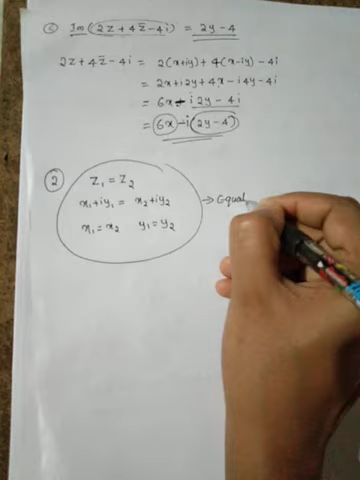 (c) Im(2z+4z̅-4i) = 2y-4
2z+4z̅-4i = 2(x+iy)+4(x-iy)-4i
= 2x+i2y+4x-i4y-4i
= 6x-i2y-4i
= 6x-i(2y-4)
(2) z₁=z₂
x₁+iy₁ = x₂+iy₂ → Equal
x₁=x₂ y₁=y₂